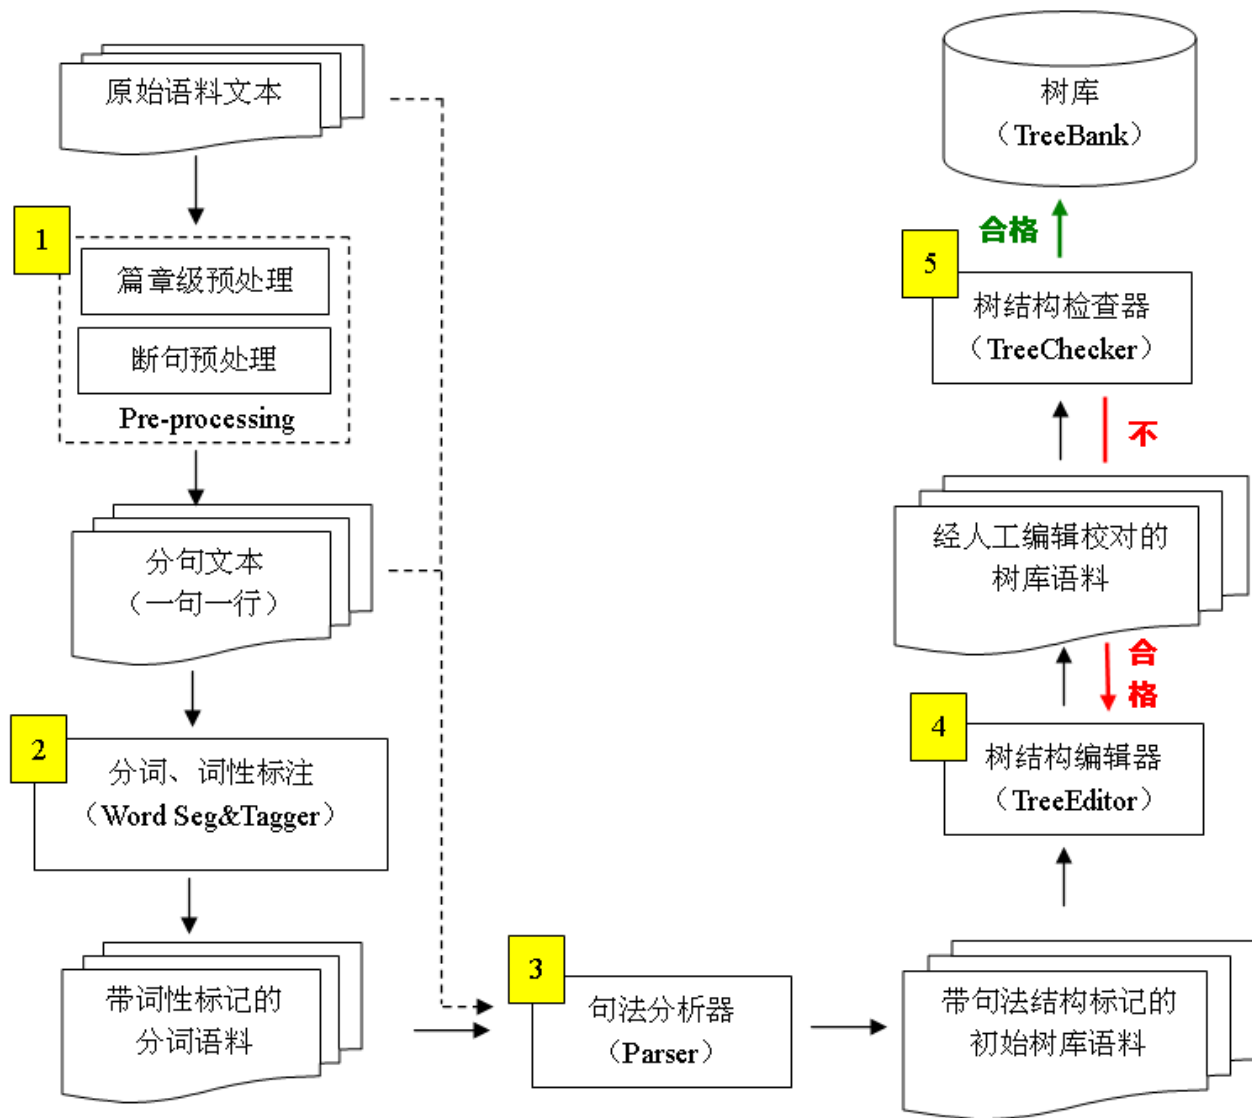 原始语料文本
1
篇章级预处理
断句预处理
Pre-processing
分句文本
（一句一行）
2
分词、词性标注
（Word Seg&Tagger）
带词性标记的
分词语料
3
句法分析器
（Parser）
带句法结构标记的
初始树库语料
4
树结构编辑器
（TreeEditor）
经人工编辑校对的
树库语料
不
合
格
5
树结构检查器
（TreeChecker）
合格
树库
（TreeBank）